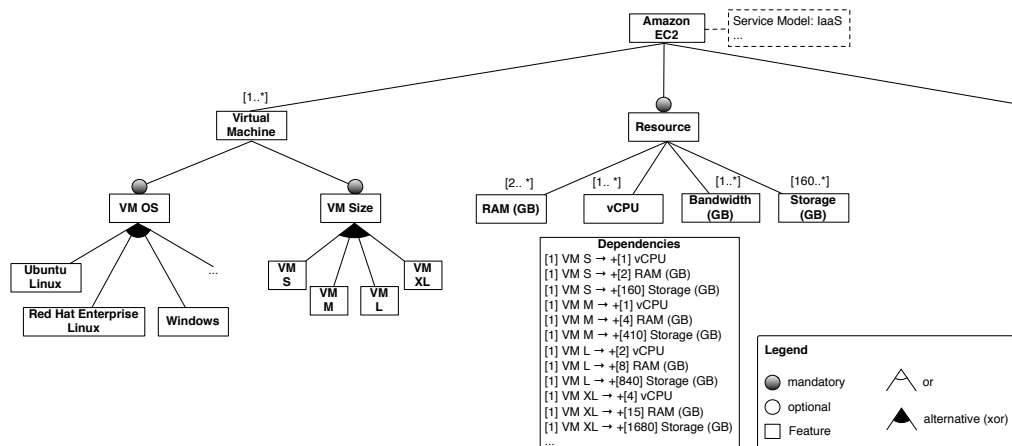 Amazon
EC2
Service Model: IaaS
...
[1..*]
Virtual
Machine
Resource
VM OS
VM Size
[2.. *]
[1.. *]
[1..*]
[160..*]
RAM (GB)
vCPU
Bandwidth
(GB)
Storage
(GB)
Ubuntu
Linux
Red Hat Enterprise
Linux
Windows
...
VM
S
VM
M
VM
L
VM
XL
Dependencies
[1] VM S → +[1] vCPU
[1] VM S → +[2] RAM (GB)
[1] VM S → +[160] Storage (GB)
[1] VM M → +[1] vCPU
[1] VM M → +[4] RAM (GB)
[1] VM M → +[410] Storage (GB)
[1] VM L → +[2] vCPU
[1] VM L → +[8] RAM (GB)
[1] VM L → +[840] Storage (GB)
[1] VM XL → +[4] vCPU
[1] VM XL → +[15] RAM (GB)
[1] VM XL → +[1680] Storage (GB)
...
Legend
mandatory
optional
Feature
or
alternative (xor)